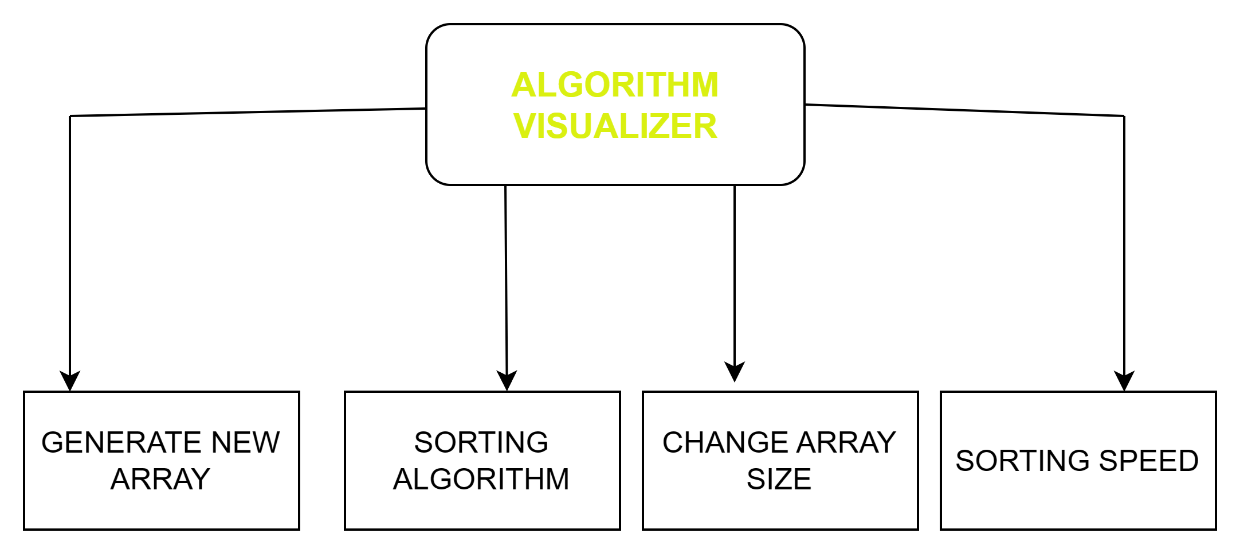 ALGORITHM
VISUALIZER
GENERATE NEW
ARRAY
SORTING
ALGORITHM
CHANGE ARRAY
SIZE
SORTING SPEED